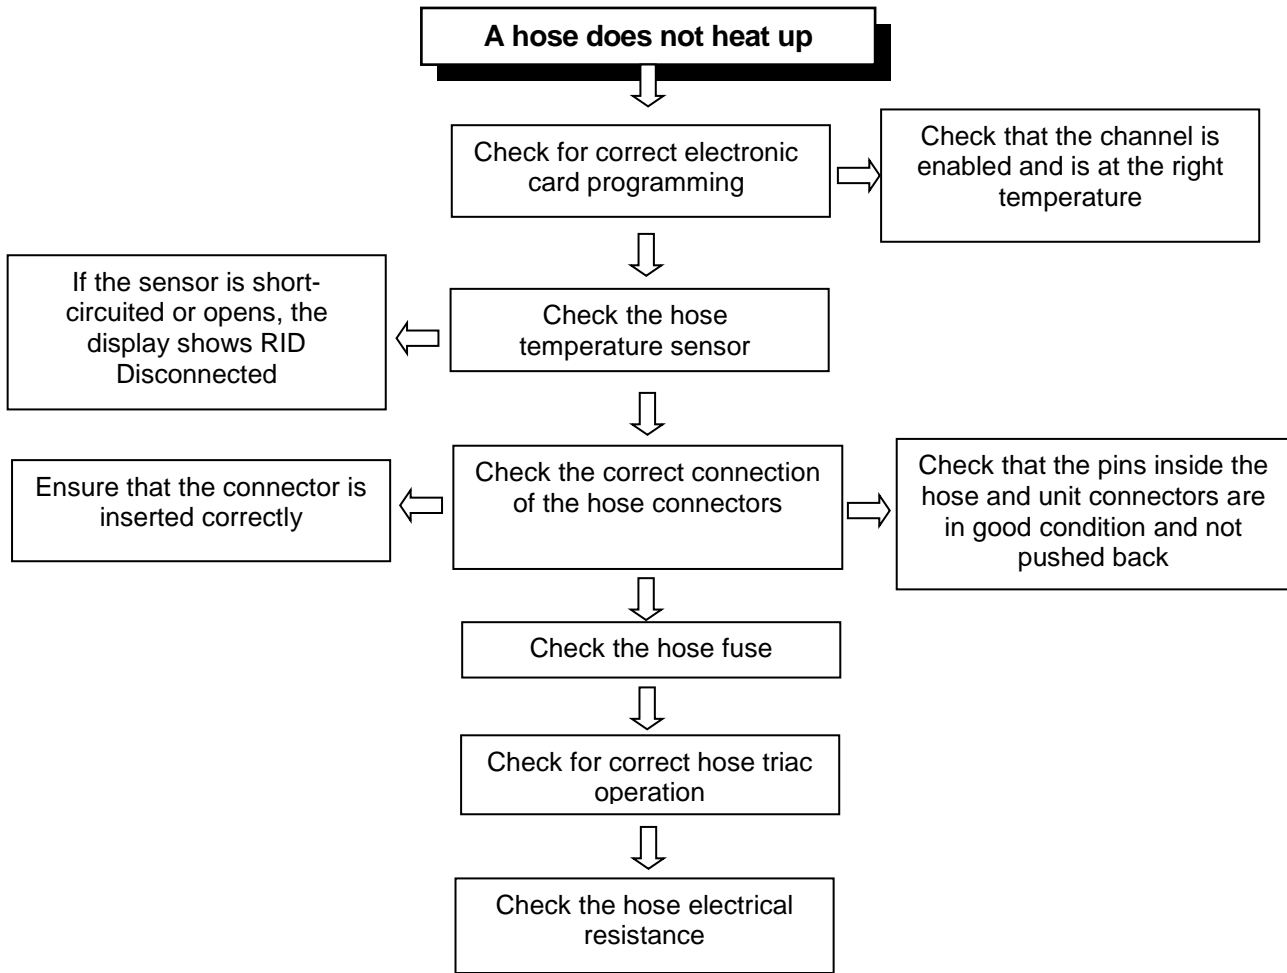 A hose does not heat up
Check for correct electronic
card programming
Check that the channel is
enabled and is at the right
temperature
If the sensor is short-
circuited or opens, the
display shows RID
Disconnected
Check the hose
temperature sensor
Ensure that the connector is
inserted correctly
Check the correct connection
of the hose connectors
Check that the pins inside the
hose and unit connectors are
in good condition and not
pushed back
Check the hose fuse
Check for correct hose triac
operation
Check the hose electrical
resistance